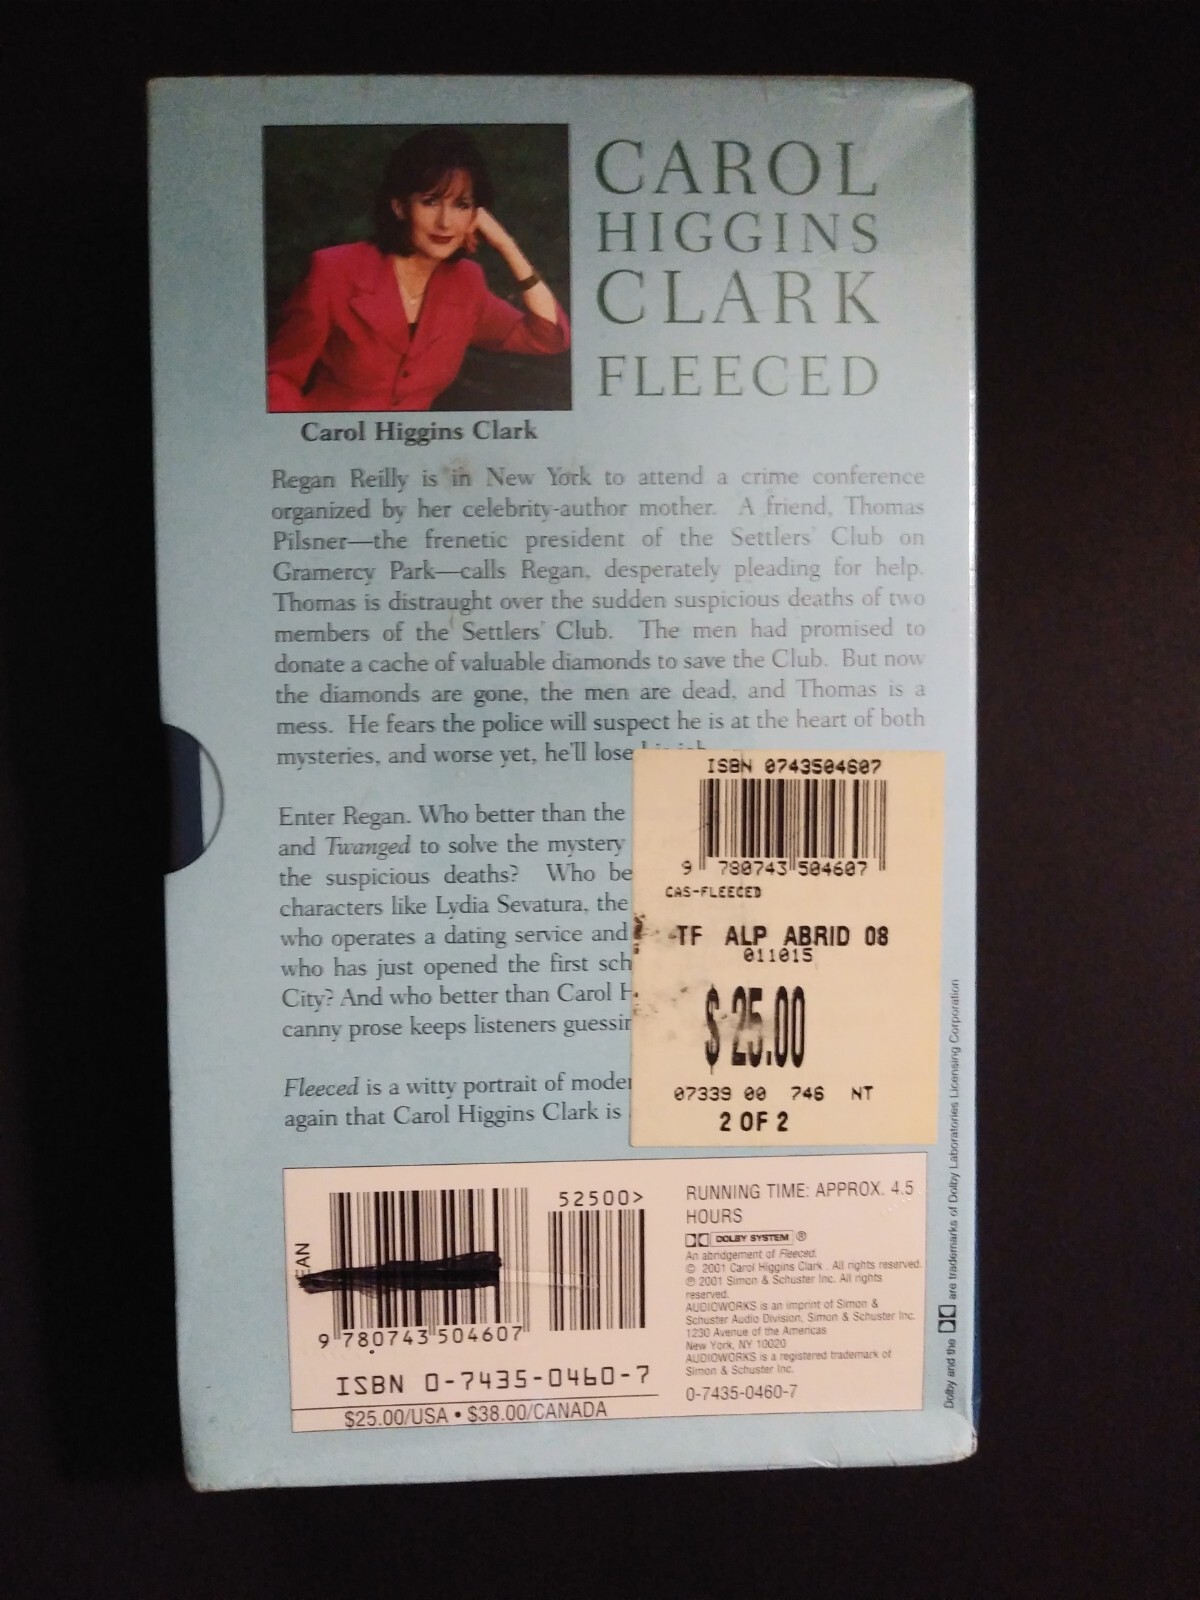 CAROL
HIGGINS
CLARK
FLEECED
Carol Higgins Clark
Regan Reilly is in New York to attend a crime conference
organized by her celebrity-author mother. A friend, Thomas
Pilsner—the frenetic president of the Settlers' Club on
Gramercy Park—calls Regan, desperately pleading for help.
Thomas is distraught over the sudden suspicious deaths of two
members of the Settlers' Club. The men had promised to
donate a cache of valuable diamonds to save the Club. But now
the diamonds are gone, the men are dead, and Thomas is a
mess. He fears the police will suspect he is at the heart of both
mysteries, and worse yet, he'll lose
Enter Regan. Who better than the
and Twanged to solve the mystery
the suspicious deaths? Who be
characters like Lydia Sevatura, the
who operates a dating service and
who has just opened the first sch
City? And who better than Carol H
canny prose keeps listeners guessin
Fleeced is a witty portrait of moder
again that Carol Higgins Clark is
ISBN 0743504607
9 780743 504607
CAS-FLEECED
TF ALP ABRID 08
011015
$ 25.00
07339 00 746 NT
2 OF 2
EAN
52500>
9 780743 504607
ISBN 0-7435-0460-7
$25.00/USA • $38.00/CANADA
RUNNING TIME: APPROX. 4.5
HOURS
DOLBY SYSTEM ®
An abridgement of Fleeced.
© 2001 Carol Higgins Clark . All rights reserved.
℗ 2001 Simon & Schuster Inc. All rights
reserved.
AUDIOWORKS is an imprint of Simon &
Schuster Audio Division, Simon & Schuster Inc.
1230 Avenue of the Americas
New York, NY 10020
AUDIOWORKS is a registered trademark of
Simon & Schuster Inc.
0-7435-0460-7
Dolby and the are trademarks of Dolby Laboratories Licensing Corporation